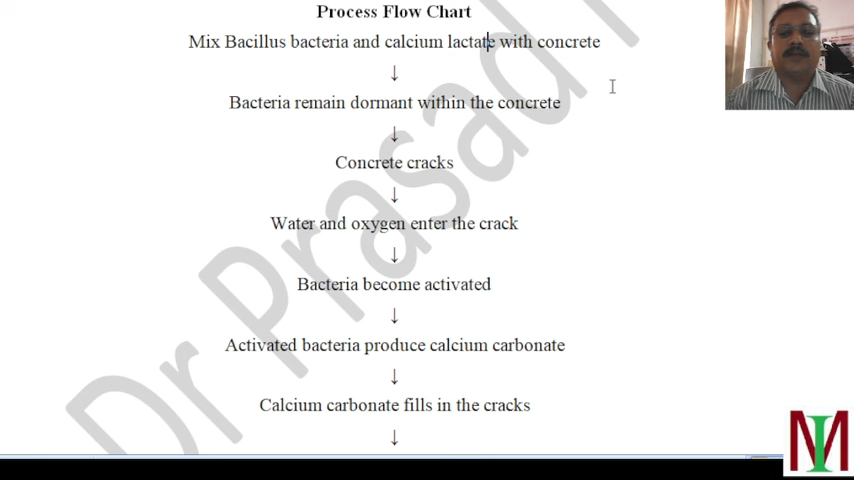 Process Flow Chart
Mix Bacillus bacteria and calcium lactate with concrete
↓
Bacteria remain dormant within the concrete
↓
Concrete cracks
↓
Water and oxygen enter the crack
↓
Bacteria become activated
↓
Activated bacteria produce calcium carbonate
↓
Calcium carbonate fills in the cracks
↓
Dr Prasad
MI